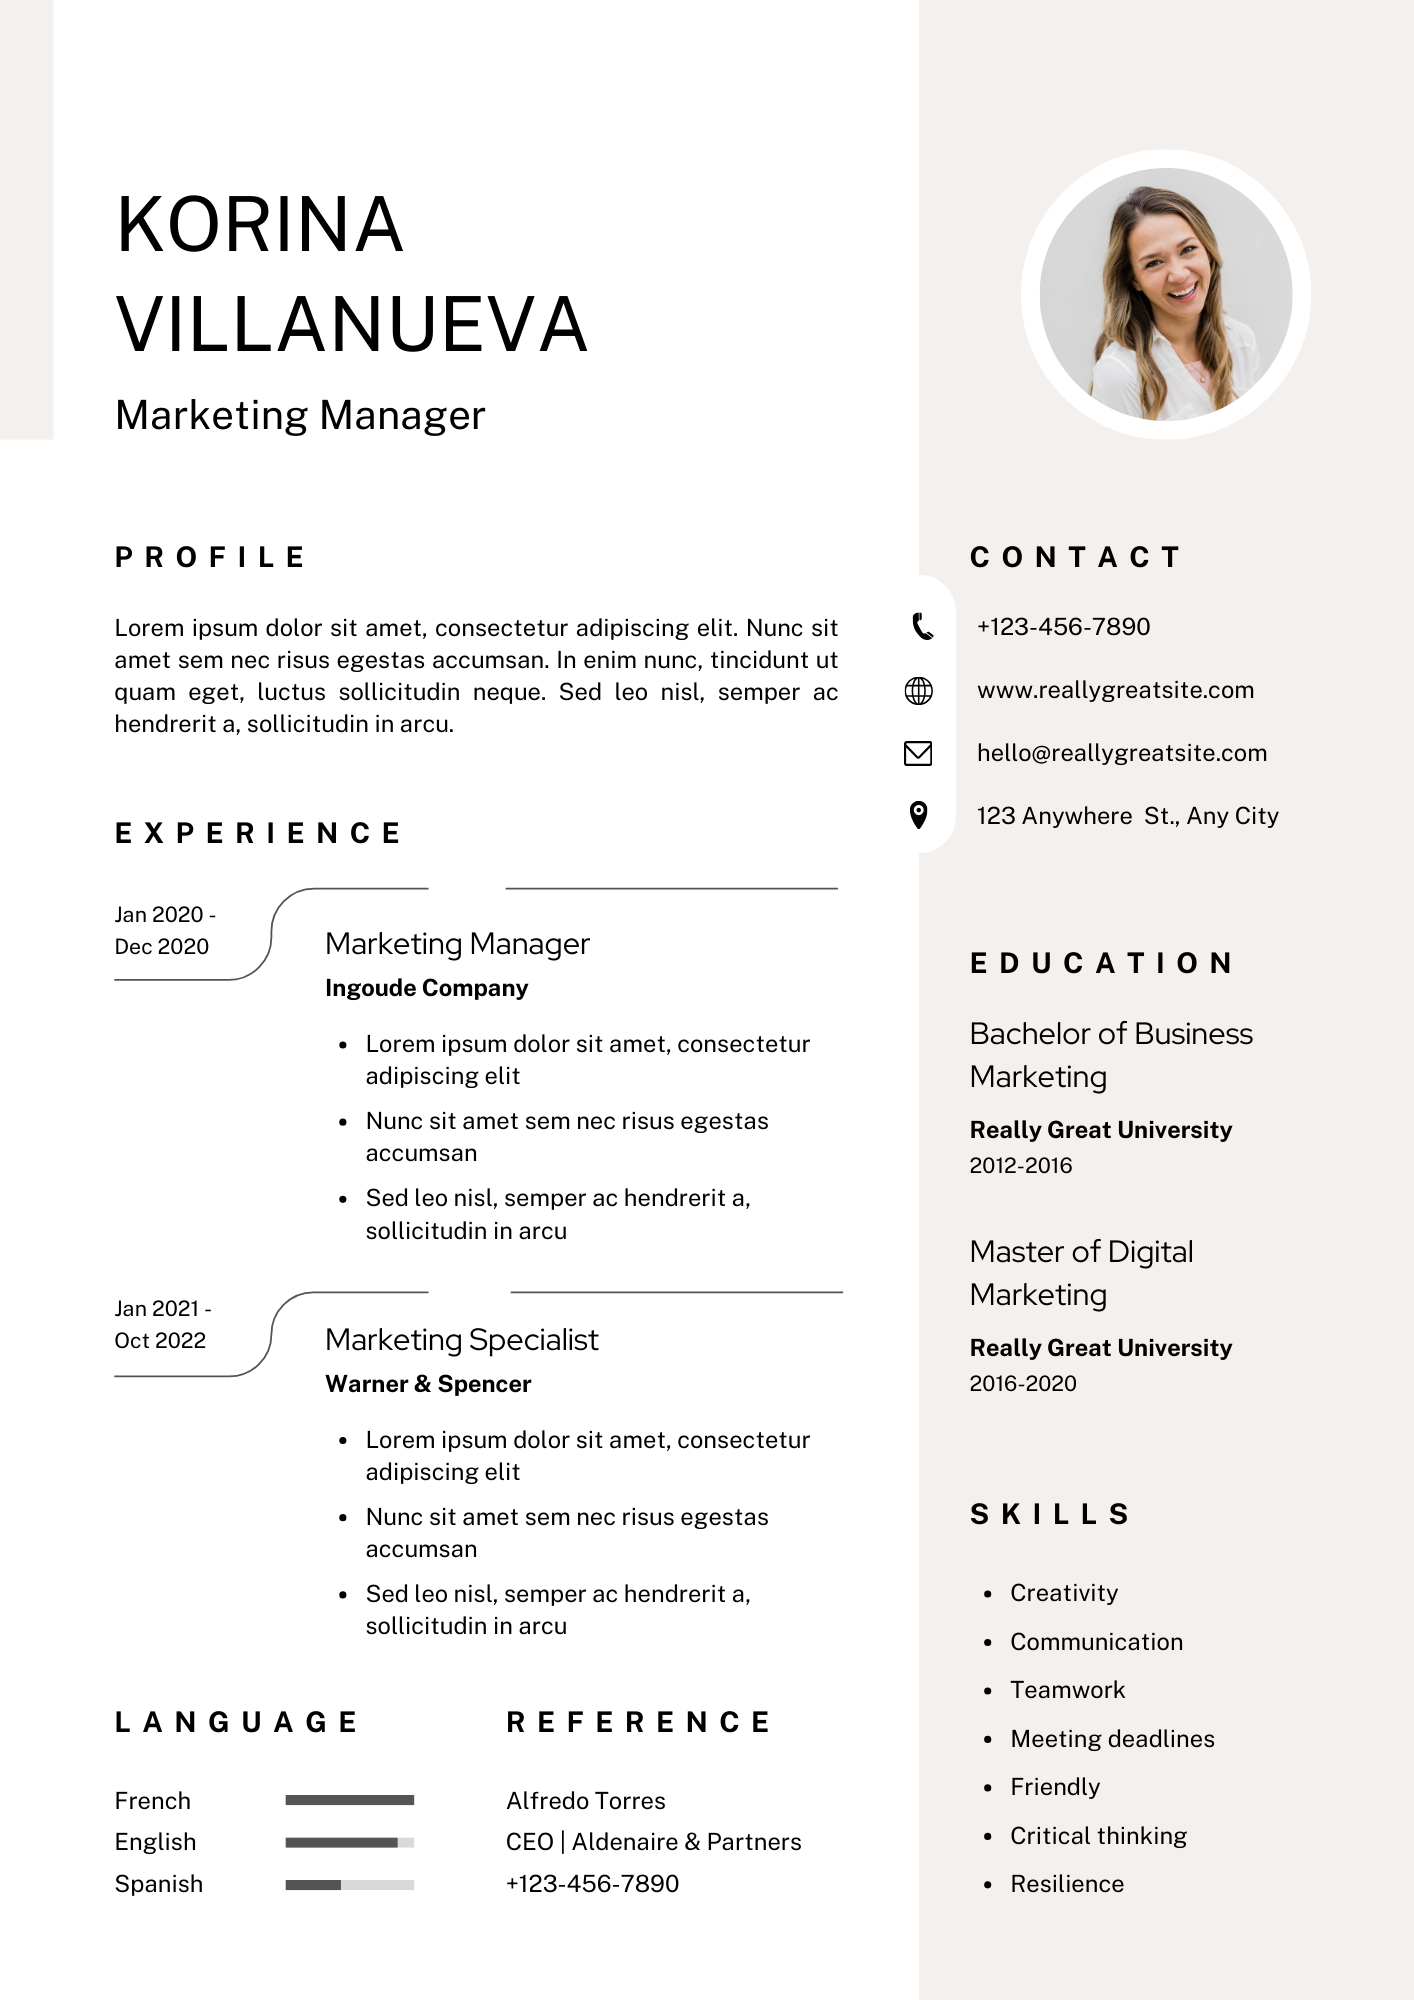 KORINA
VILLANUEVA
Marketing Manager
PROFILE
Lorem ipsum dolor sit amet, consectetur adipiscing elit. Nunc sit
amet sem nec risus egestas accumsan. In enim nunc, tincidunt ut
quam eget, luctus sollicitudin neque. Sed leo nisl, semper ac
hendrerit a, sollicitudin in arcu.
EXPERIENCE
Jan 2020 -
Dec 2020
Marketing Manager
Ingoude Company
• Lorem ipsum dolor sit amet, consectetur
adipiscing elit
• Nunc sit amet sem nec risus egestas
accumsan
• Sed leo nisl, semper ac hendrerit a,
sollicitudin in arcu
Jan 2021 -
Oct 2022
Marketing Specialist
Warner & Spencer
• Lorem ipsum dolor sit amet, consectetur
adipiscing elit
• Nunc sit amet sem nec risus egestas
accumsan
• Sed leo nisl, semper ac hendrerit a,
sollicitudin in arcu
LANGUAGE
French
English
Spanish
REFERENCE
Alfredo Torres
CEO | Aldenaire & Partners
+123-456-7890
CONTACT
+123-456-7890
www.reallygreatsite.com
hello@reallygreatsite.com
123 Anywhere St., Any City
EDUCATION
Bachelor of Business
Marketing
Really Great University
2012-2016
Master of Digital
Marketing
Really Great University
2016-2020
SKILLS
• Creativity
• Communication
• Teamwork
• Meeting deadlines
• Friendly
• Critical thinking
• Resilience